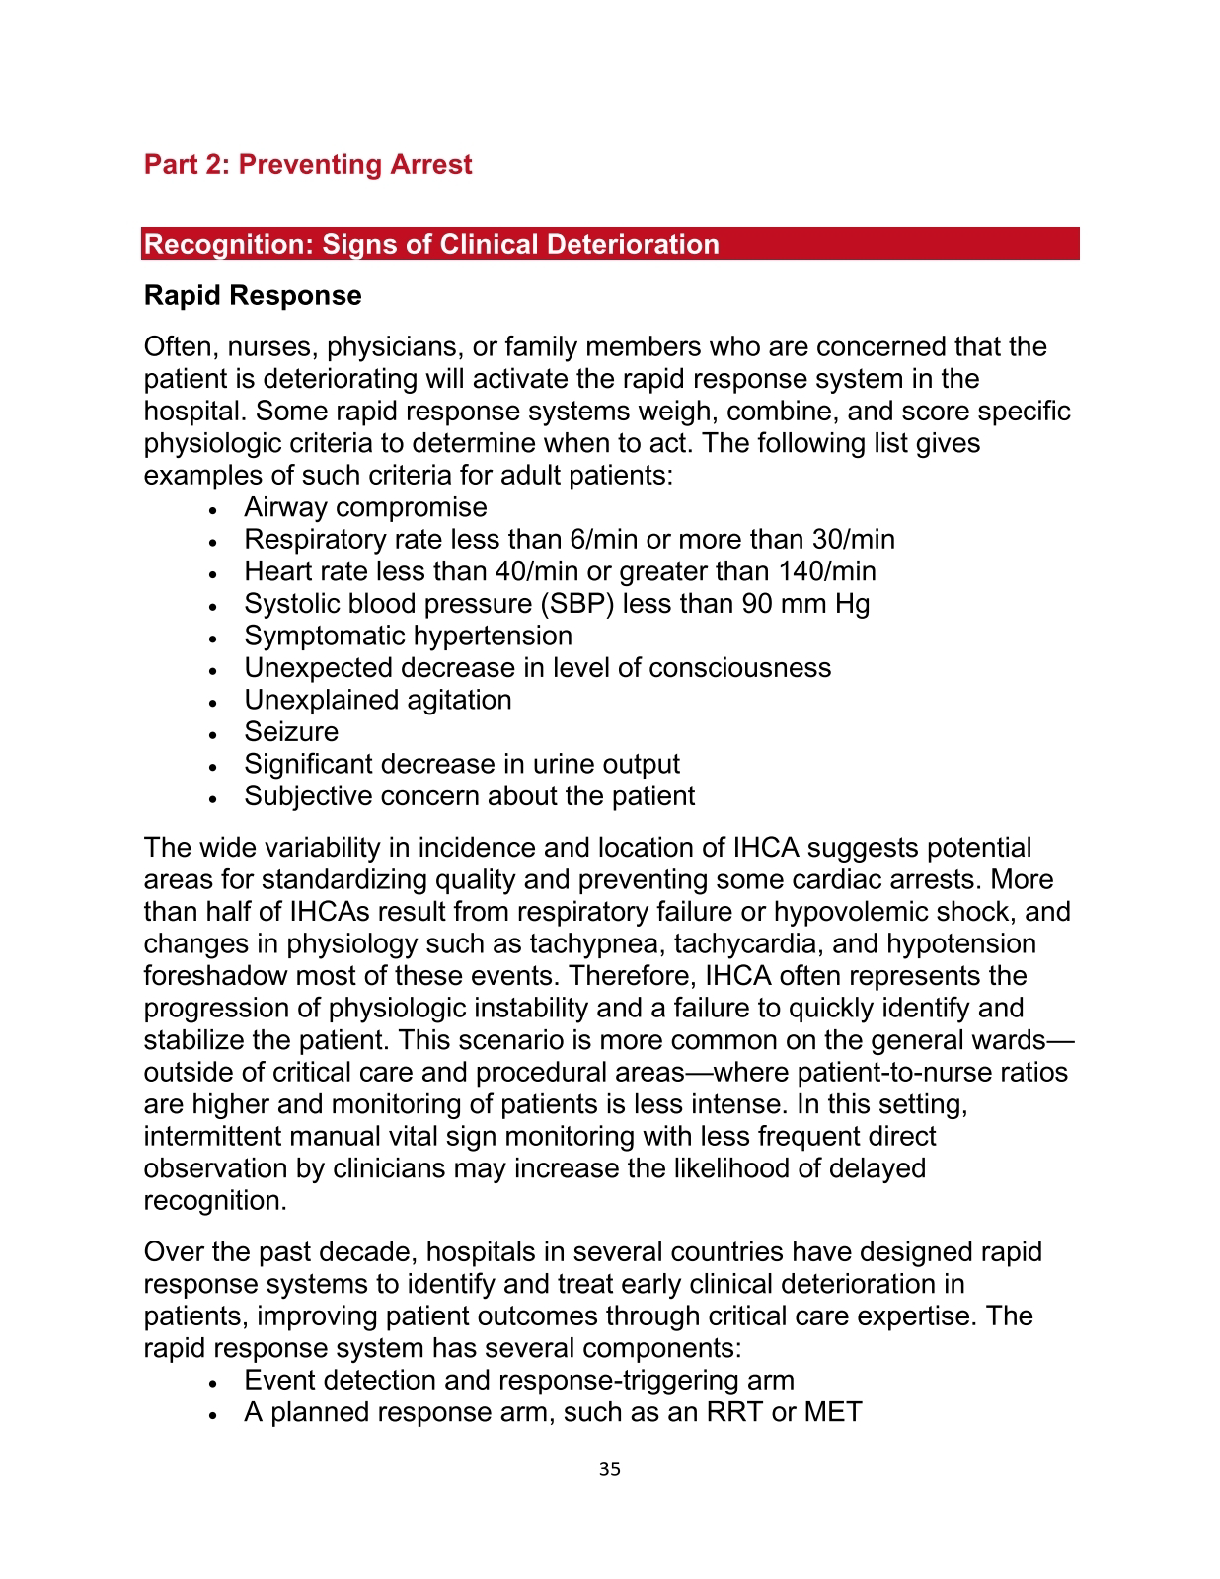 Part 2: Preventing Arrest
Recognition: Signs of Clinical Deterioration
Rapid Response
Often, nurses, physicians, or family members who are concerned that the
patient is deteriorating will activate the rapid response system in the
hospital. Some rapid response systems weigh, combine, and score specific
physiologic criteria to determine when to act. The following list gives
examples of such criteria for adult patients:
• Airway compromise
• Respiratory rate less than 6/min or more than 30/min
• Heart rate less than 40/min or greater than 140/min
• Systolic blood pressure (SBP) less than 90 mm Hg
• Symptomatic hypertension
• Unexpected decrease in level of consciousness
• Unexplained agitation
• Seizure
• Significant decrease in urine output
• Subjective concern about the patient
The wide variability in incidence and location of IHCA suggests potential
areas for standardizing quality and preventing some cardiac arrests. More
than half of IHCAs result from respiratory failure or hypovolemic shock, and
changes in physiology such as tachypnea, tachycardia, and hypotension
foreshadow most of these events. Therefore, IHCA often represents the
progression of physiologic instability and a failure to quickly identify and
stabilize the patient. This scenario is more common on the general wards—
outside of critical care and procedural areas—where patient-to-nurse ratios
are higher and monitoring of patients is less intense. In this setting,
intermittent manual vital sign monitoring with less frequent direct
observation by clinicians may increase the likelihood of delayed
recognition.
Over the past decade, hospitals in several countries have designed rapid
response systems to identify and treat early clinical deterioration in
patients, improving patient outcomes through critical care expertise. The
rapid response system has several components:
• Event detection and response-triggering arm
• A planned response arm, such as an RRT or MET
35